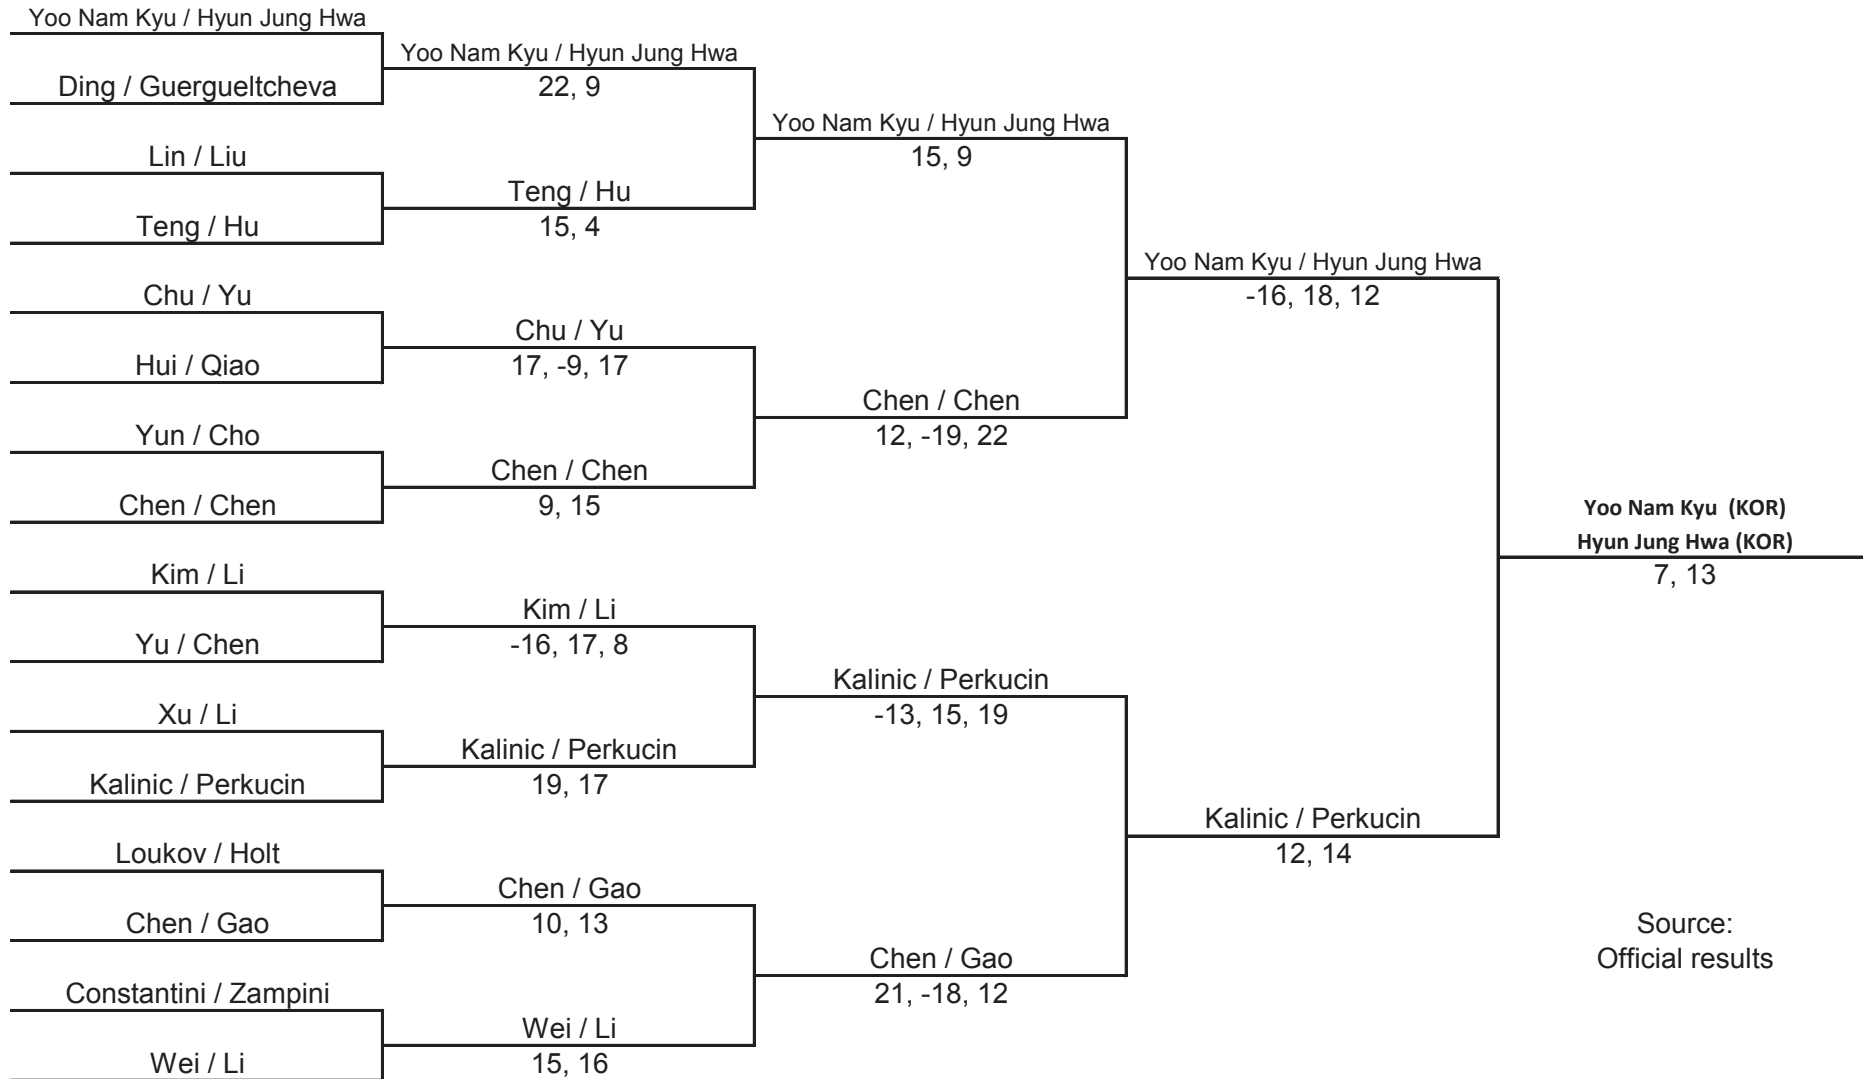 Yoo Nam Kyu / Hyun Jung Hwa
Ding / Guergueltcheva
Lin / Liu
Teng / Hu
Chu / Yu
Hui / Qiao
Yun / Cho
Chen / Chen
Kim / Li
Yu / Chen
Xu / Li
Kalinic / Perkucin
Loukov / Holt
Chen / Gao
Constantini / Zampini
Wei / Li
Yoo Nam Kyu / Hyun Jung Hwa
22, 9
Teng / Hu
15, 4
Chu / Yu
17, -9, 17
Chen / Chen
9, 15
Kim / Li
-16, 17, 8
Kalinic / Perkucin
19, 17
Chen / Gao
10, 13
Wei / Li
15, 16
Yoo Nam Kyu / Hyun Jung Hwa
15, 9
Chen / Chen
12, -19, 22
Kalinic / Perkucin
-13, 15, 19
Chen / Gao
21, -18, 12
Yoo Nam Kyu / Hyun Jung Hwa
-16, 18, 12
Kalinic / Perkucin
12, 14
Yoo Nam Kyu (KOR)
Hyun Jung Hwa (KOR)
7, 13
Source:
Official results